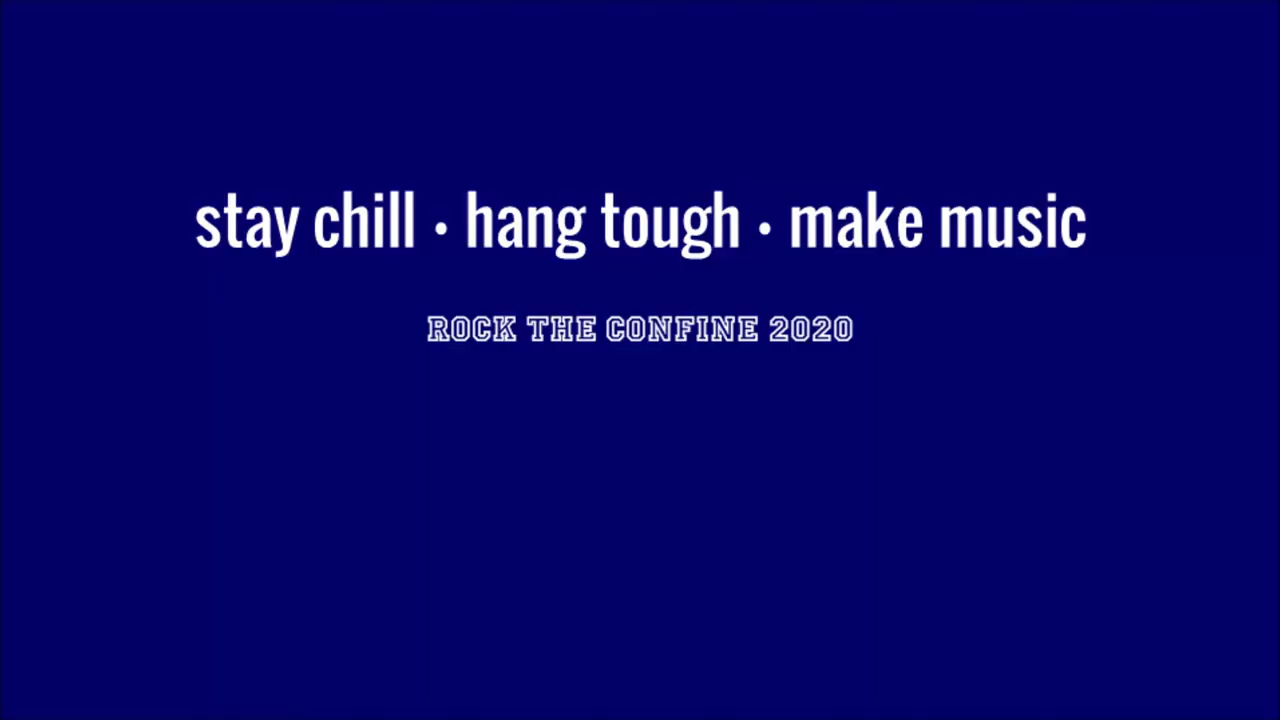 stay chill • hang tough • make music
ROCK THE CONFINE 2020